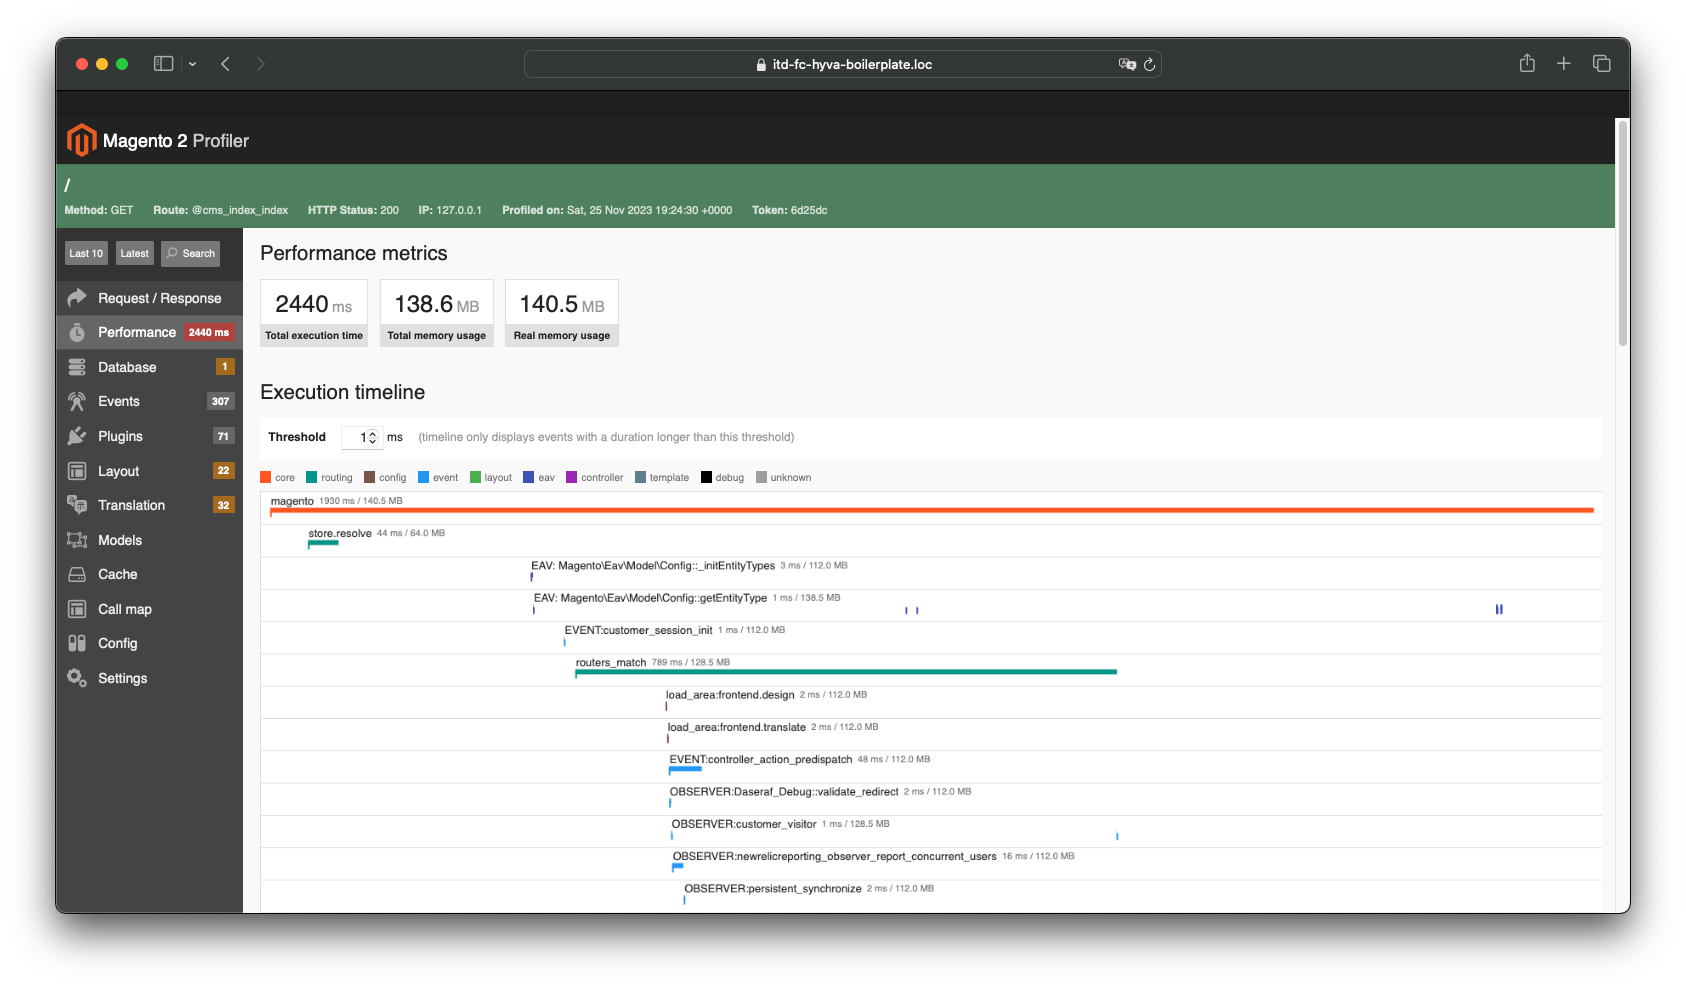 itd-fc-hyva-boilerplate.loc
Magento 2 Profiler
/
Method: GET Route: @cms_index_index HTTP Status: 200 IP: 127.0.0.1 Profiled on: Sat, 25 Nov 2023 19:24:30 +0000 Token: 6d25dc
Last 10 Latest Search
Request / Response
Performance 2440 ms
Database 1
Events 307
Plugins 71
Layout 22
Translation 32
Models
Cache
Call map
Config
Settings
Performance metrics
2440 ms 138.6 MB 140.5 MB
Total execution time Total memory usage Real memory usage
Execution timeline
Threshold 1 ms (timeline only displays events with a duration longer than this threshold)
core routing config event layout eav controller template debug unknown
magento 1930 ms / 140.5 MB
store.resolve 44 ms / 64.0 MB
EAV: Magento\Eav\Model\Config::_initEntityTypes 3 ms / 112.0 MB
EAV: Magento\Eav\Model\Config::getEntityType 1 ms / 138.5 MB
EVENT:customer_session_init 1 ms / 112.0 MB
routers_match 789 ms / 128.5 MB
load_area:frontend.design 2 ms / 112.0 MB
load_area:frontend.translate 2 ms / 112.0 MB
EVENT:controller_action_predispatch 48 ms / 112.0 MB
OBSERVER:Daseraf_Debug::validate_redirect 2 ms / 112.0 MB
OBSERVER:customer_visitor 1 ms / 128.5 MB
OBSERVER:newrelicreporting_observer_report_concurrent_users 16 ms / 112.0 MB
OBSERVER:persistent_synchronize 2 ms / 112.0 MB